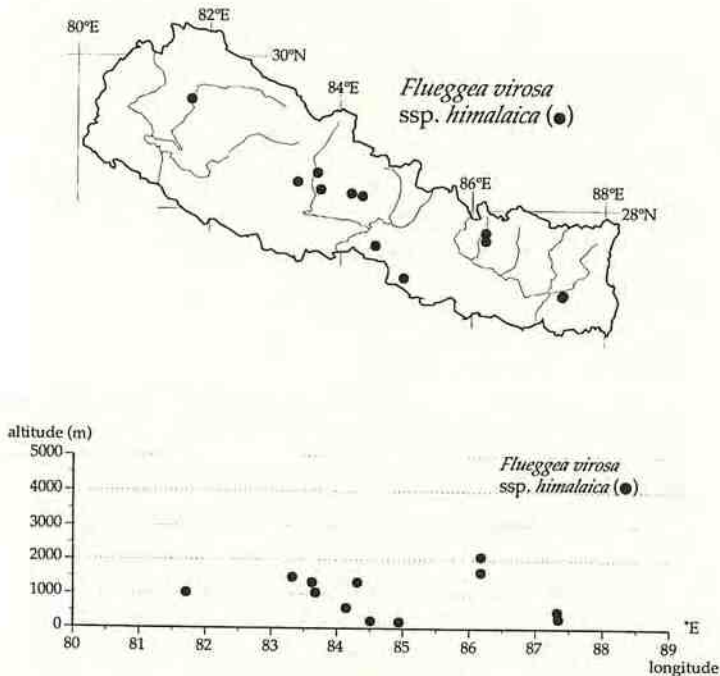 82°E
80°E
30°N
84°E
Flueggea virosa
ssp. himalaica (●)
86°E
88°E
28°N
altitude (m)
5000
4000
3000
2000
1000
0
Flueggea virosa
ssp. himalaica (●)
80 81 82 83 84 85 86 87 88 89
°E
longitude